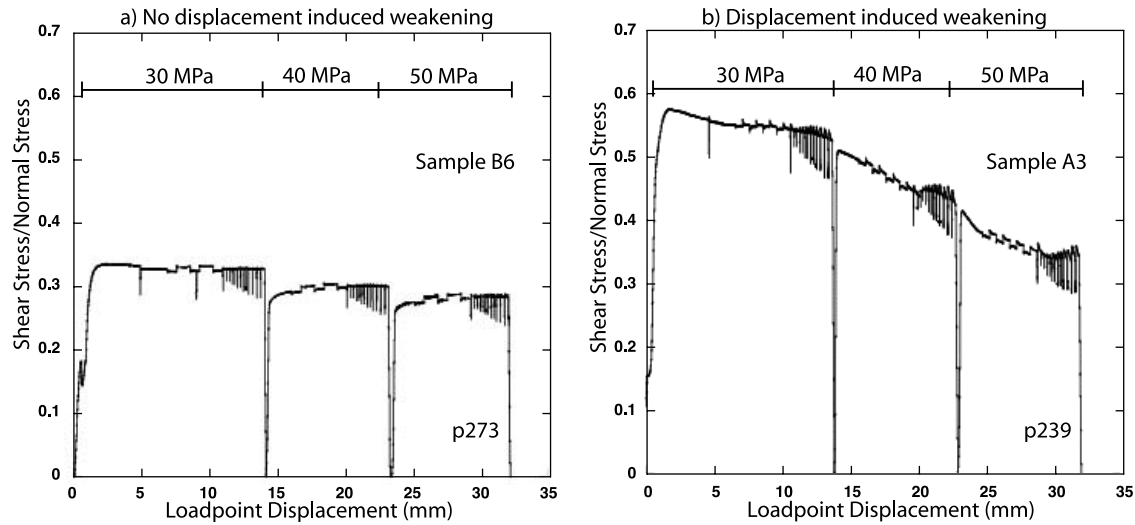 a) No displacement induced weakening
0.7
0.6
0.5
0.4
0.3
0.2
0.1
0
30 MPa 40 MPa 50 MPa
Sample B6
p273
Shear Stress/Normal Stress
0 5 10 15 20 25 30 35
Loadpoint Displacement (mm)
b) Displacement induced weakening
0.7
0.6
0.5
0.4
0.3
0.2
0.1
0
30 MPa 40 MPa 50 MPa
Sample A3
p239
Shear Stress/Normal Stress
0 5 10 15 20 25 30 35
Loadpoint Displacement (mm)